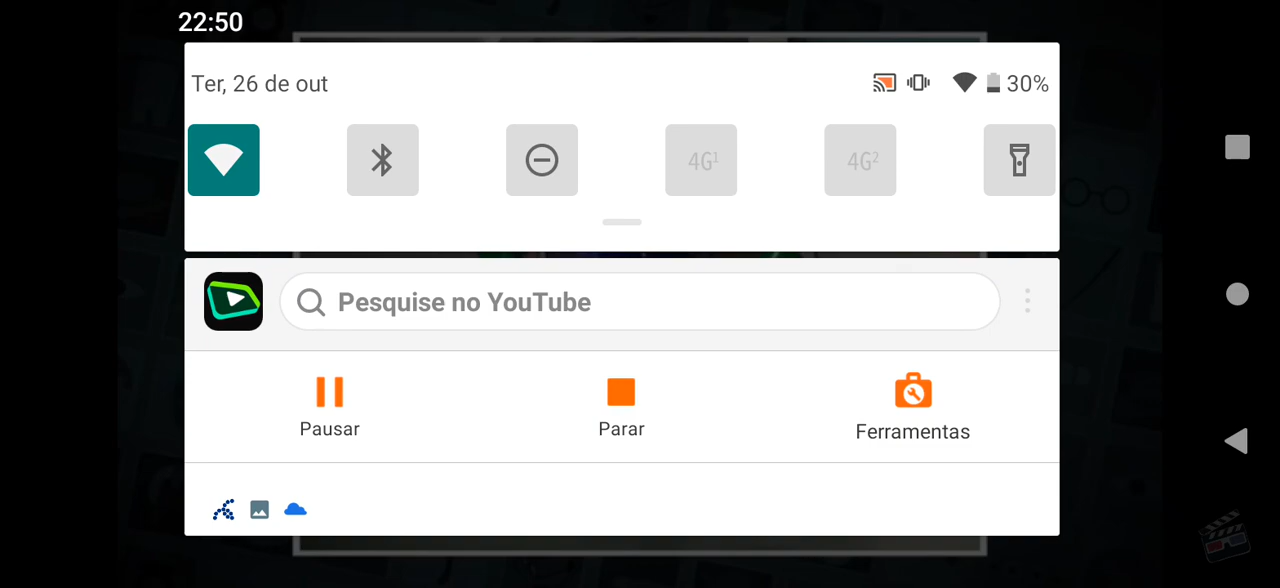 22:50
Ter, 26 de out
30%
4G¹
4G²
Pesquise no YouTube
Pausar
Parar
Ferramentas